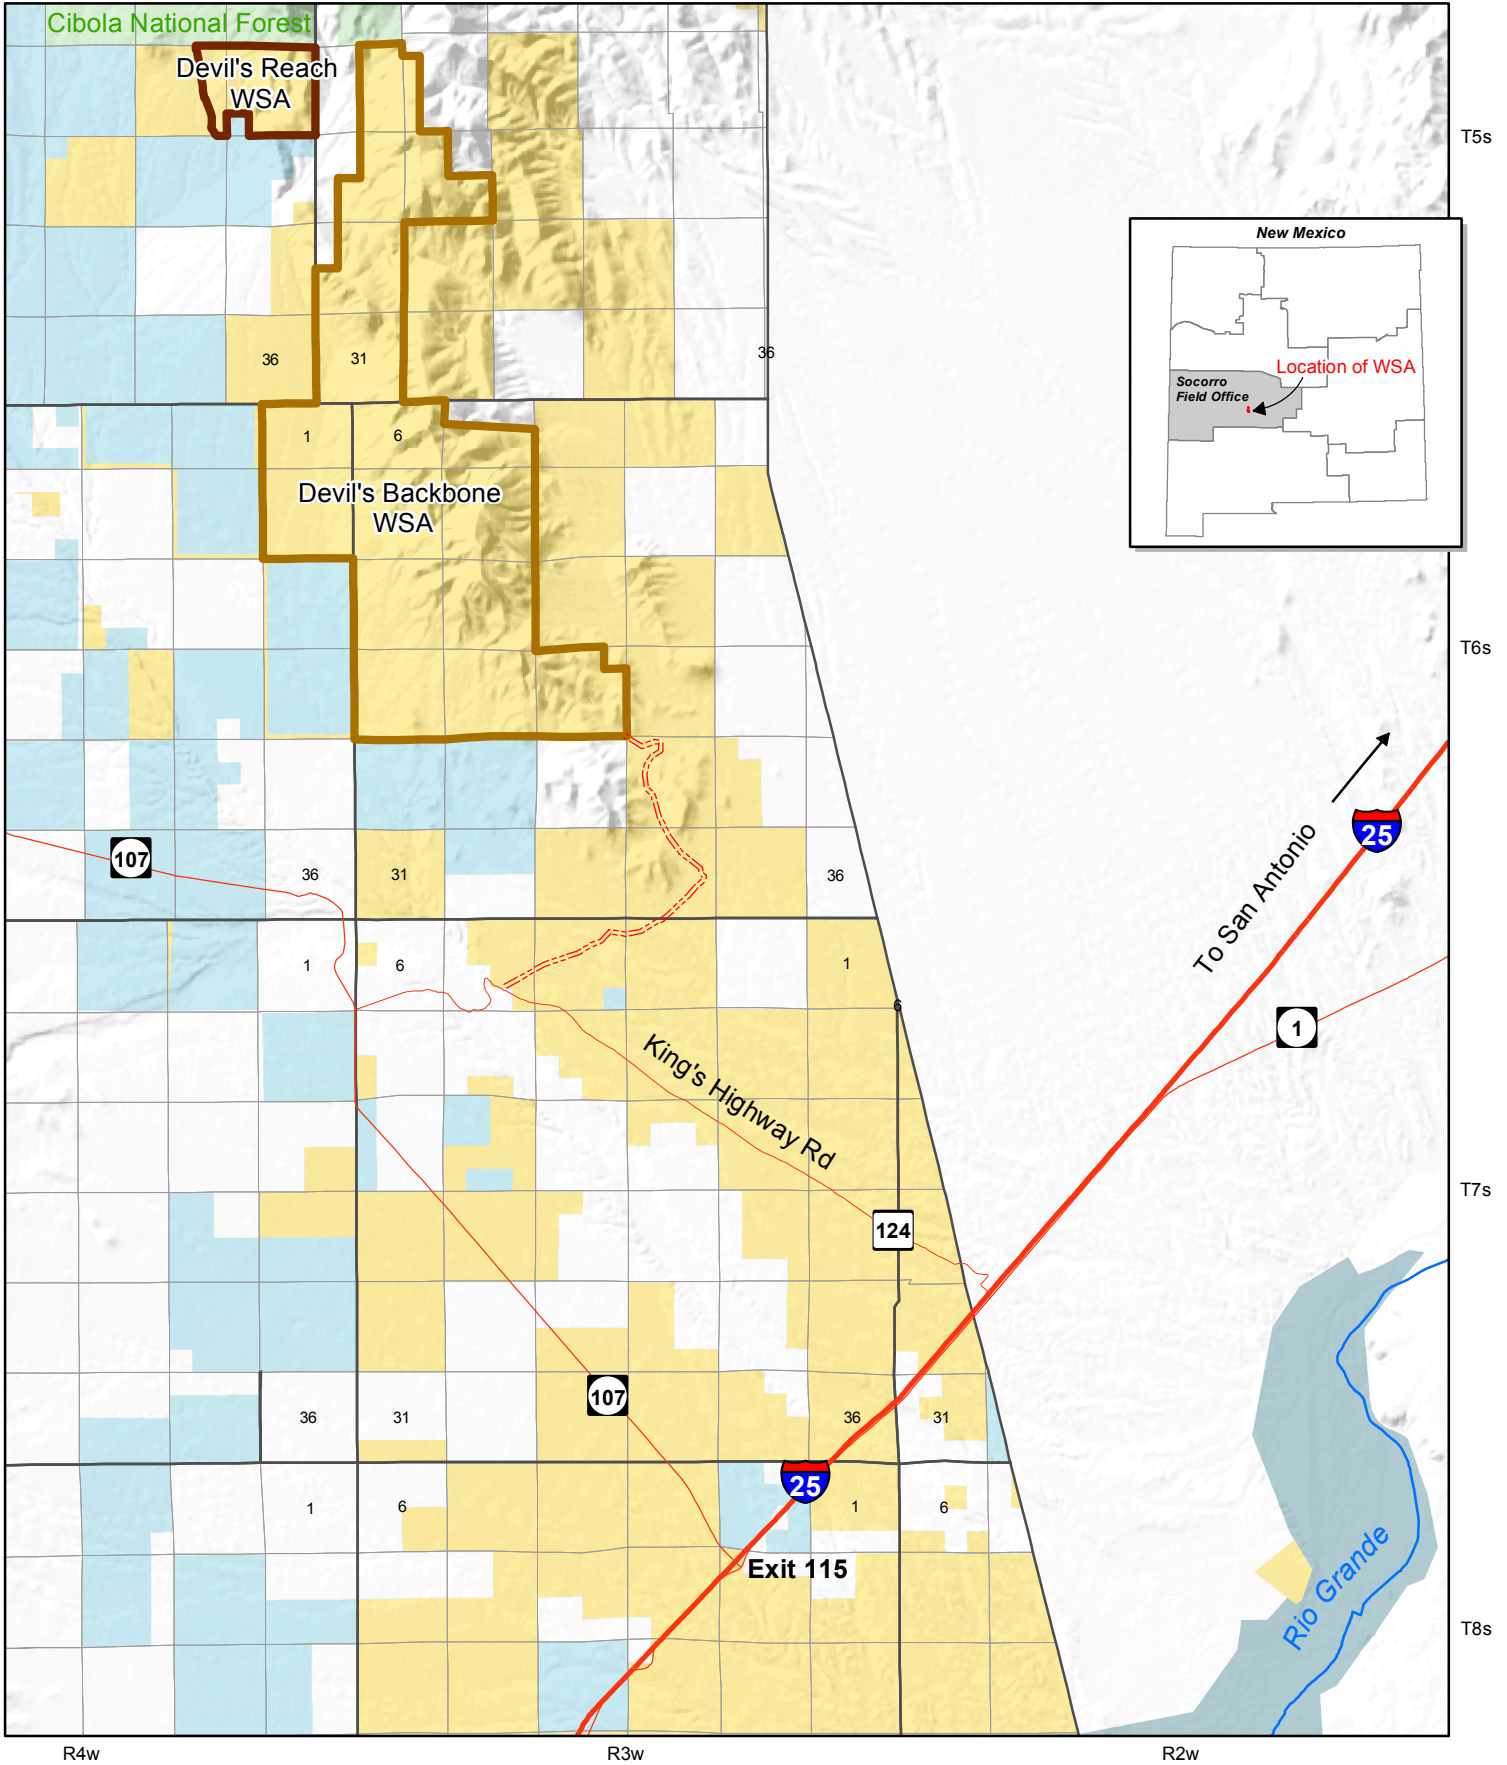 Cibola National Forest
Devil's Reach
WSA
T5s
New Mexico
Location of WSA
Socorro
Field Office
36
31
36
1
6
Devil's Backbone
WSA
T6s
To San Antonio
25
107
36
31
36
1
6
1
6
1
King's Highway Rd
T7s
124
107
36
31
36
31
25
1
6
1
6
Exit 115
Rio Grande
T8s
R4w
R3w
R2w